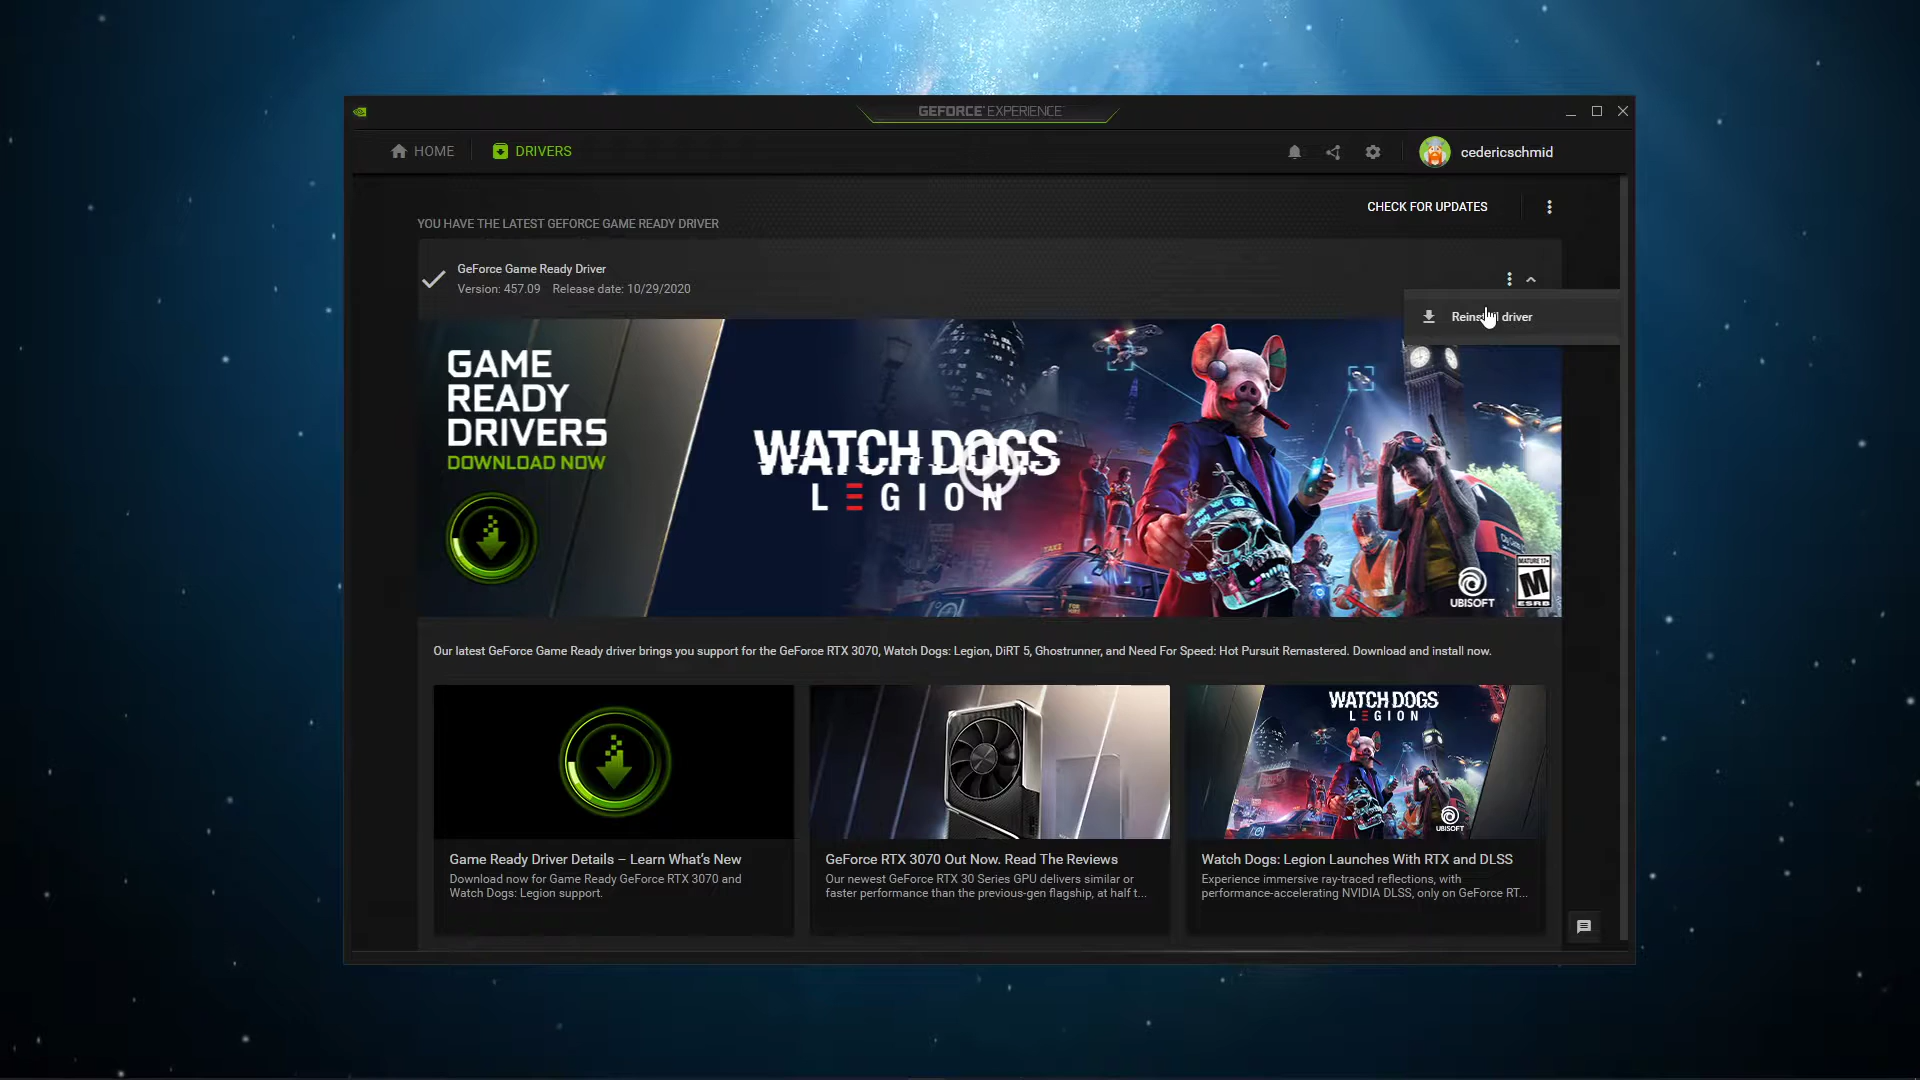 GEFORCE EXPERIENCE
HOME
DRIVERS
cedericschmid
CHECK FOR UPDATES
YOU HAVE THE LATEST GEFORCE GAME READY DRIVER
GeForce Game Ready Driver
Version: 457.09 Release date: 10/29/2020
Reinstall driver
GAME
READY
DRIVERS
DOWNLOAD NOW
WATCH DOGS
LEGION
TAXI
FOR HIRE
UBISOFT
MATURE 17+
M
ESRB
Our latest GeForce Game Ready driver brings you support for the GeForce RTX 3070, Watch Dogs: Legion, DiRT 5, Ghostrunner, and Need For Speed: Hot Pursuit Remastered. Download and install now.
WATCH DOGS
LEGION
UBISOFT
Game Ready Driver Details – Learn What's New
Download now for Game Ready GeForce RTX 3070 and
Watch Dogs: Legion support.
GeForce RTX 3070 Out Now. Read The Reviews
Our newest GeForce RTX 30 Series GPU delivers similar or
faster performance than the previous-gen flagship, at half t...
Watch Dogs: Legion Launches With RTX and DLSS
Experience immersive ray-traced reflections, with
performance-accelerating NVIDIA DLSS, only on GeForce RT...